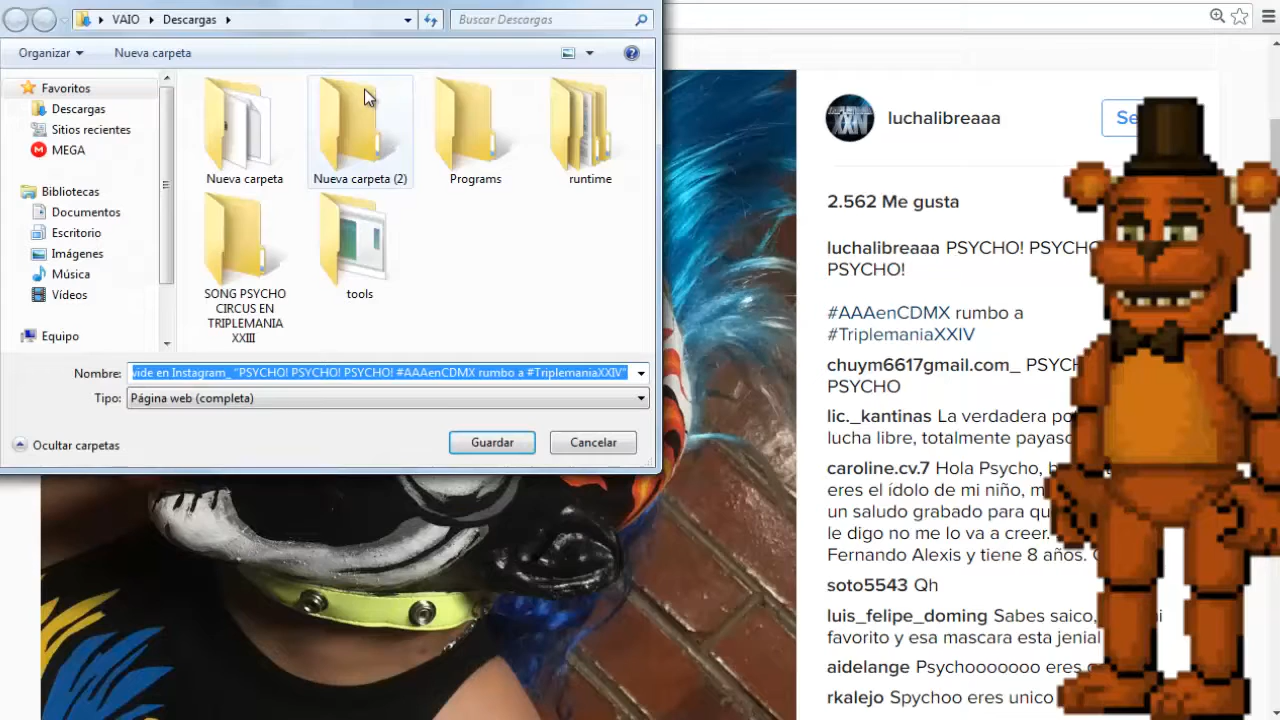 VAIO
Descargas
Buscar Descargas
Organizar
Nueva carpeta
Favoritos
Descargas
Sitios recientes
MEGA
Bibliotecas
Documentos
Escritorio
Imágenes
Música
Vídeos
Equipo
Nueva carpeta
Nueva carpeta (2)
Programs
runtime
SONG PSYCHO
CIRCUS EN
TRIPLEMANIA
XXIII
tools
Nombre:
vide en Instagram_ "PSYCHO! PSYCHO! PSYCHO! #AAAenCDMX rumbo a #TriplemaniaXXIV"
Tipo:
Página web (completa)
Ocultar carpetas
Guardar
Cancelar
luchalibreaaa
Se
2.562 Me gusta
luchalibreaaa PSYCHO! PSYCHO
PSYCHO!
#AAAenCDMX rumbo a
#TriplemaniaXXIV
chuym6617gmail.com_ PSYCH
PSYCHO
lic._kantinas La verdadera po
lucha libre, totalmente payaso
caroline.cv.7 Hola Psycho, h
eres el ídolo de mi niño, m
un saludo grabado para qu
le digo no me lo va a creer.
Fernando Alexis y tiene 8 años.
soto5543 Qh
luis_felipe_doming Sabes saico, i
favorito y esa mascara esta jenial
aidelange Psychooooooo eres
rkalejo Spychoo eres unico